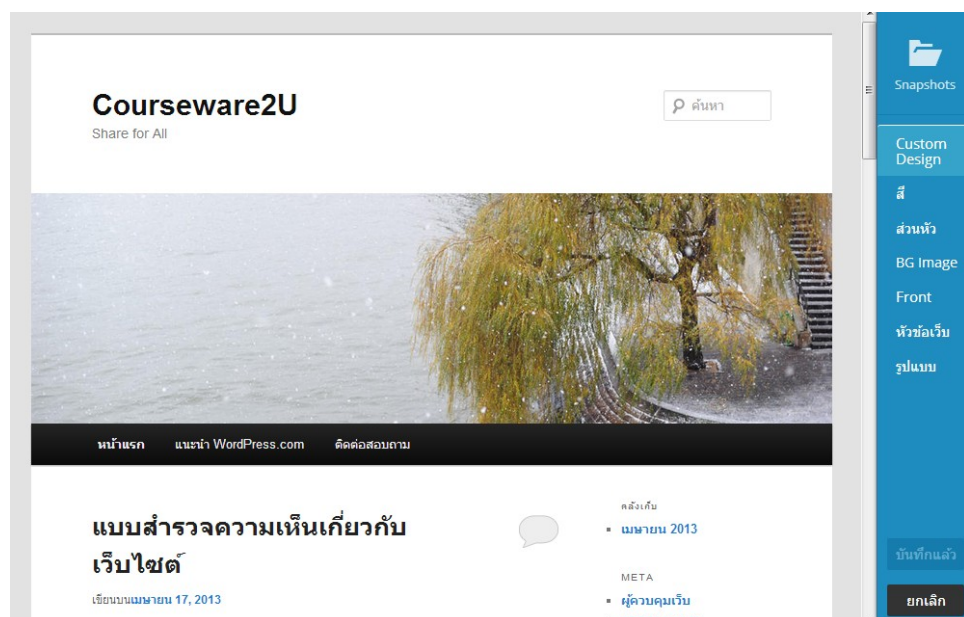 Courseware2U
Share for All
ค้นหา
หน้าแรก แนะนำ WordPress.com ติดต่อสอบถาม
แบบสำรวจความเห็นเกี่ยวกับ
เว็บไซต์
เขียนบนเมษายน 17, 2013
คลังเก็บ
เมษายน 2013
META
ผู้ควบคุมเว็บ
Snapshots
Custom
Design
สี
ส่วนหัว
BG Image
Front
หัวข้อเว็บ
รูปแบบ
บันทึกแล้ว
ยกเลิก